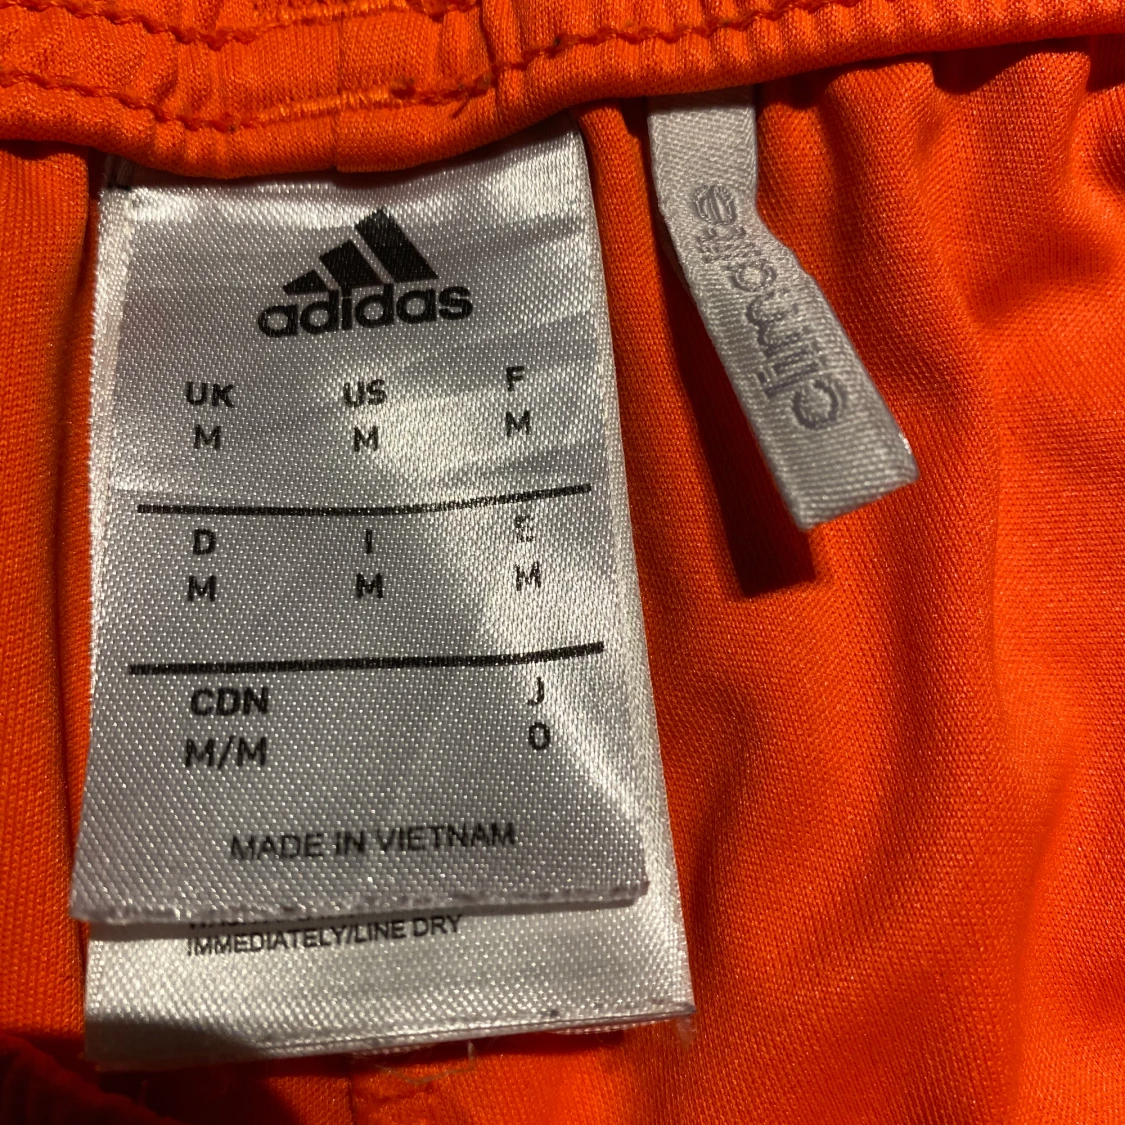 adidas
UK US F
M M M
D I E
M M M
CDN J
M/M O
MADE IN VIETNAM
IMMEDIATELY/LINE DRY
climalite